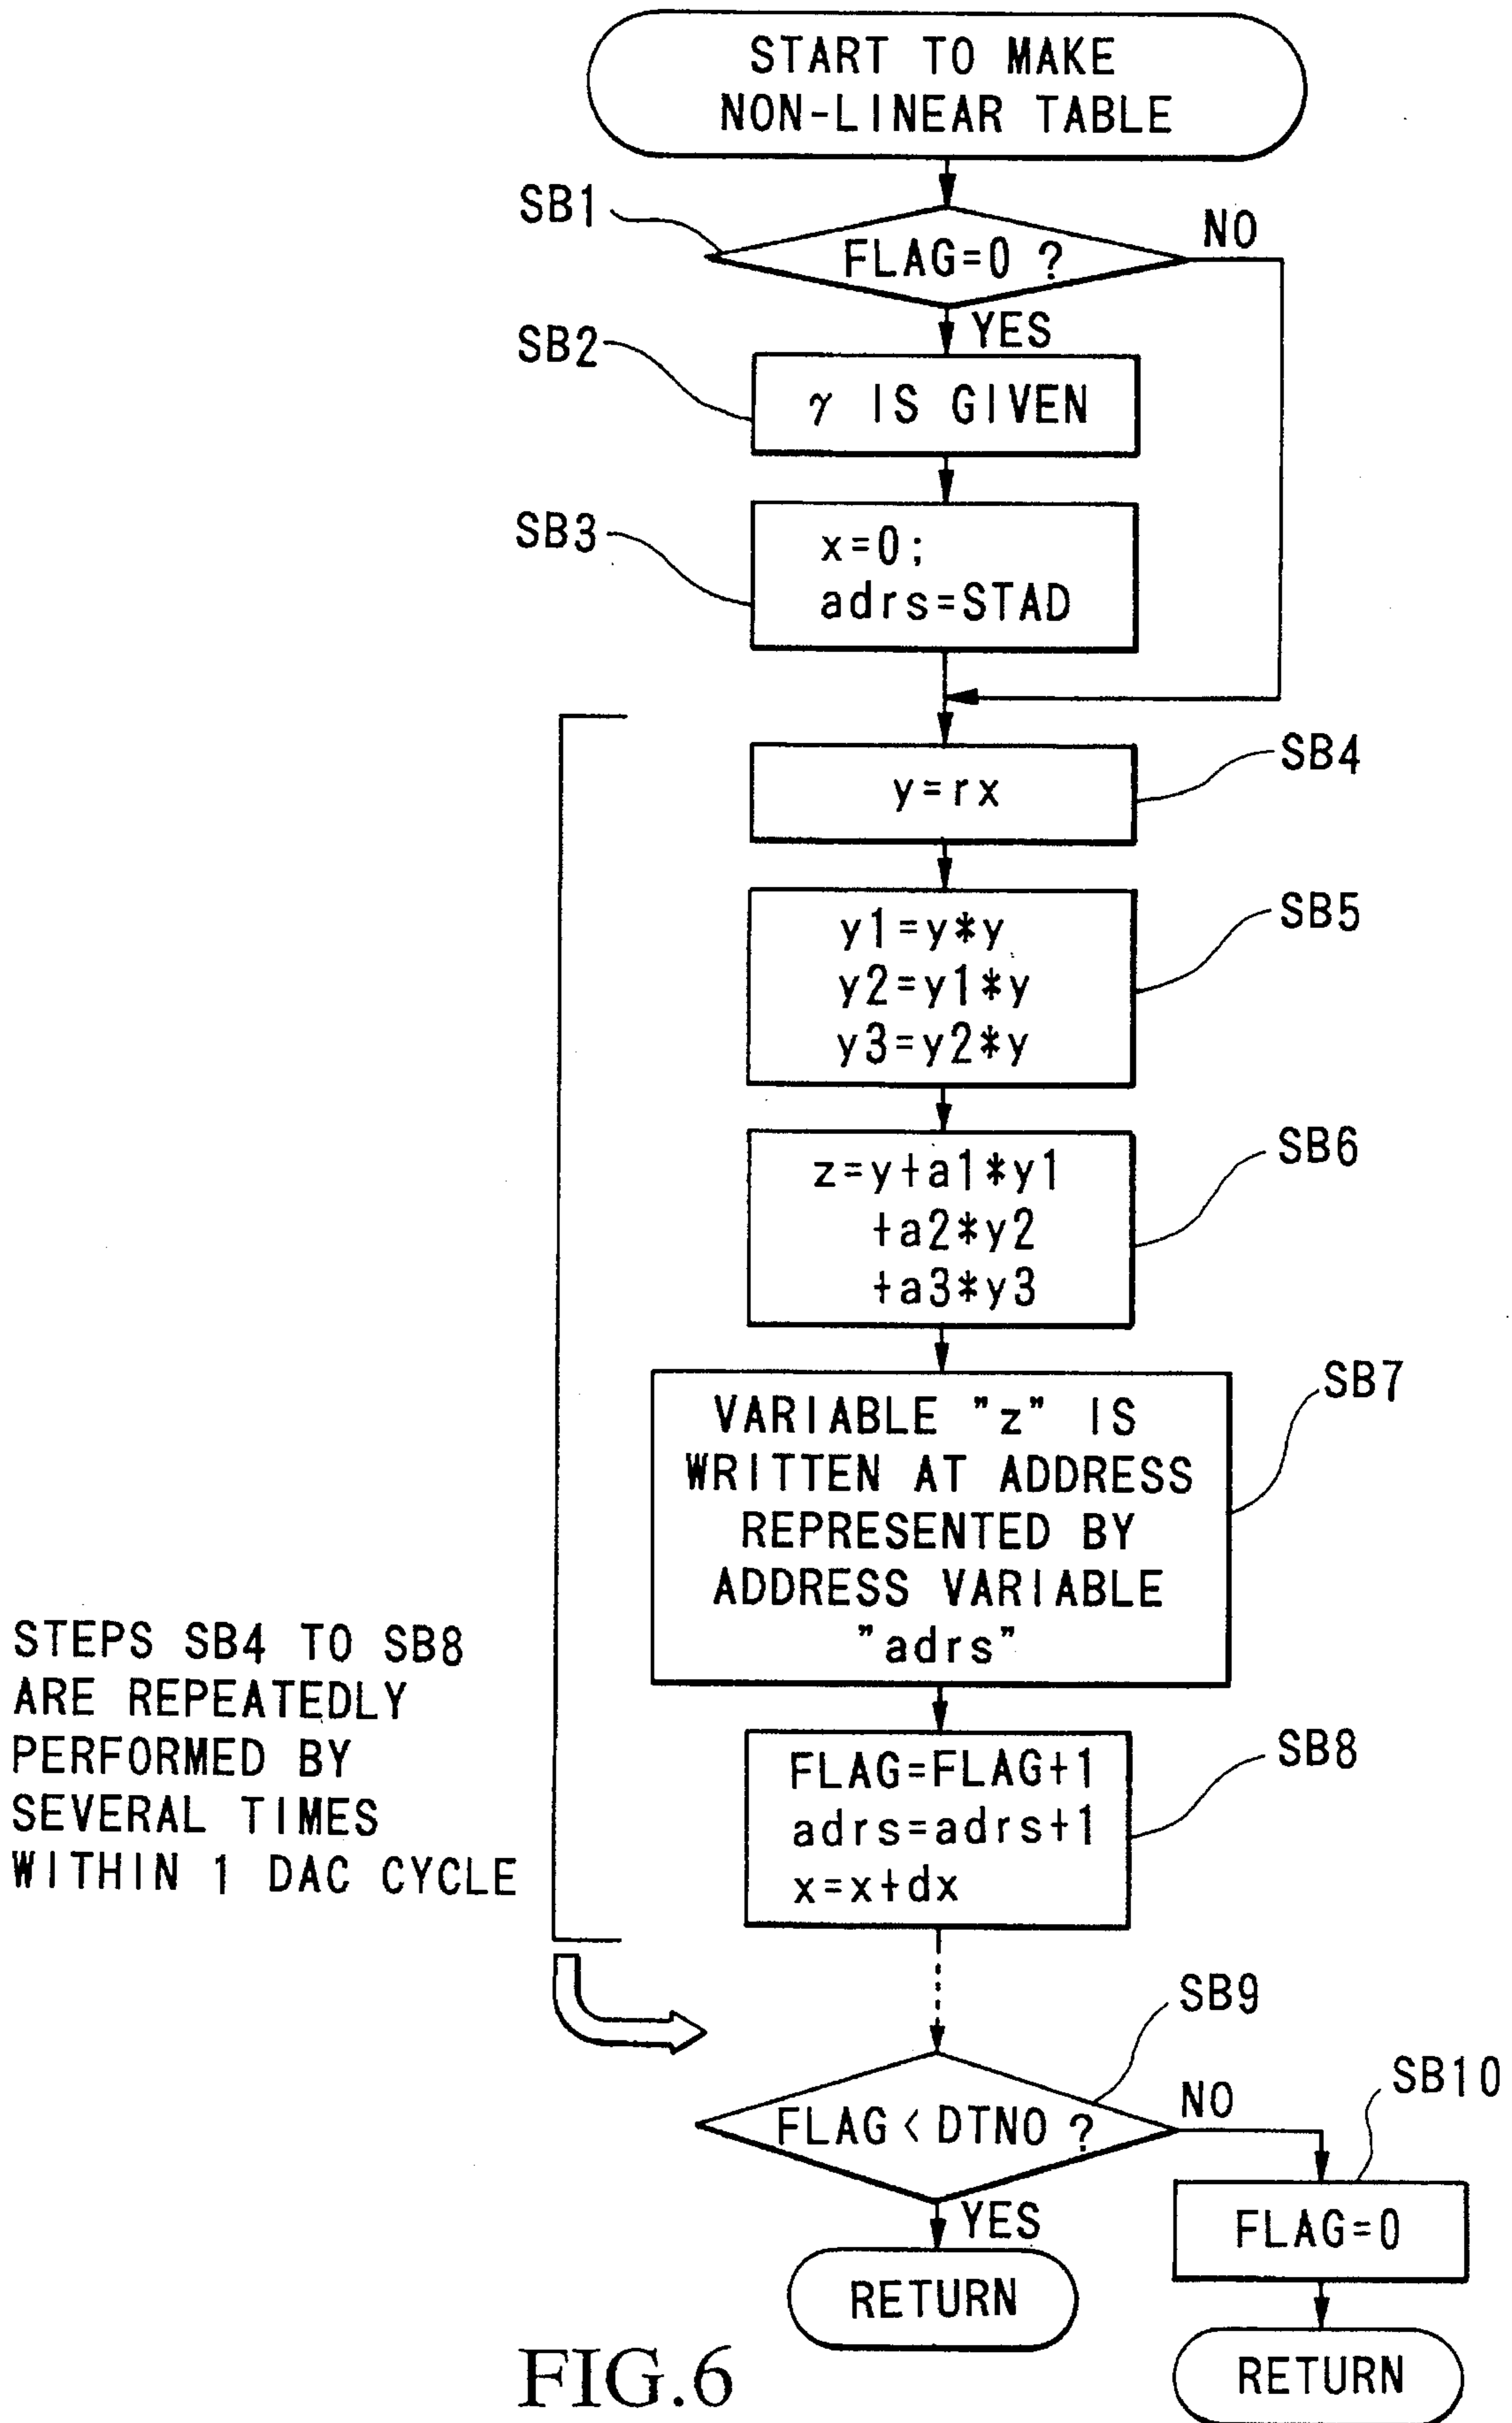 START TO MAKE
NON-LINEAR TABLE
SB1
FLAG=0 ?
NO
YES
SB2
γ IS GIVEN
SB3
x=0;
adrs=STAD
SB4
y=rx
SB5
y1=y*y
y2=y1*y
y3=y2*y
SB6
z=y+a1*y1
+a2*y2
+a3*y3
SB7
VARIABLE "z" IS
WRITTEN AT ADDRESS
REPRESENTED BY
ADDRESS VARIABLE
"adrs"
STEPS SB4 TO SB8
ARE REPEATEDLY
PERFORMED BY
SEVERAL TIMES
WITHIN 1 DAC CYCLE
SB8
FLAG=FLAG+1
adrs=adrs+1
x=x+dx
SB9
FLAG < DTNO ?
NO
SB10
YES
FLAG=0
RETURN
RETURN
FIG.6